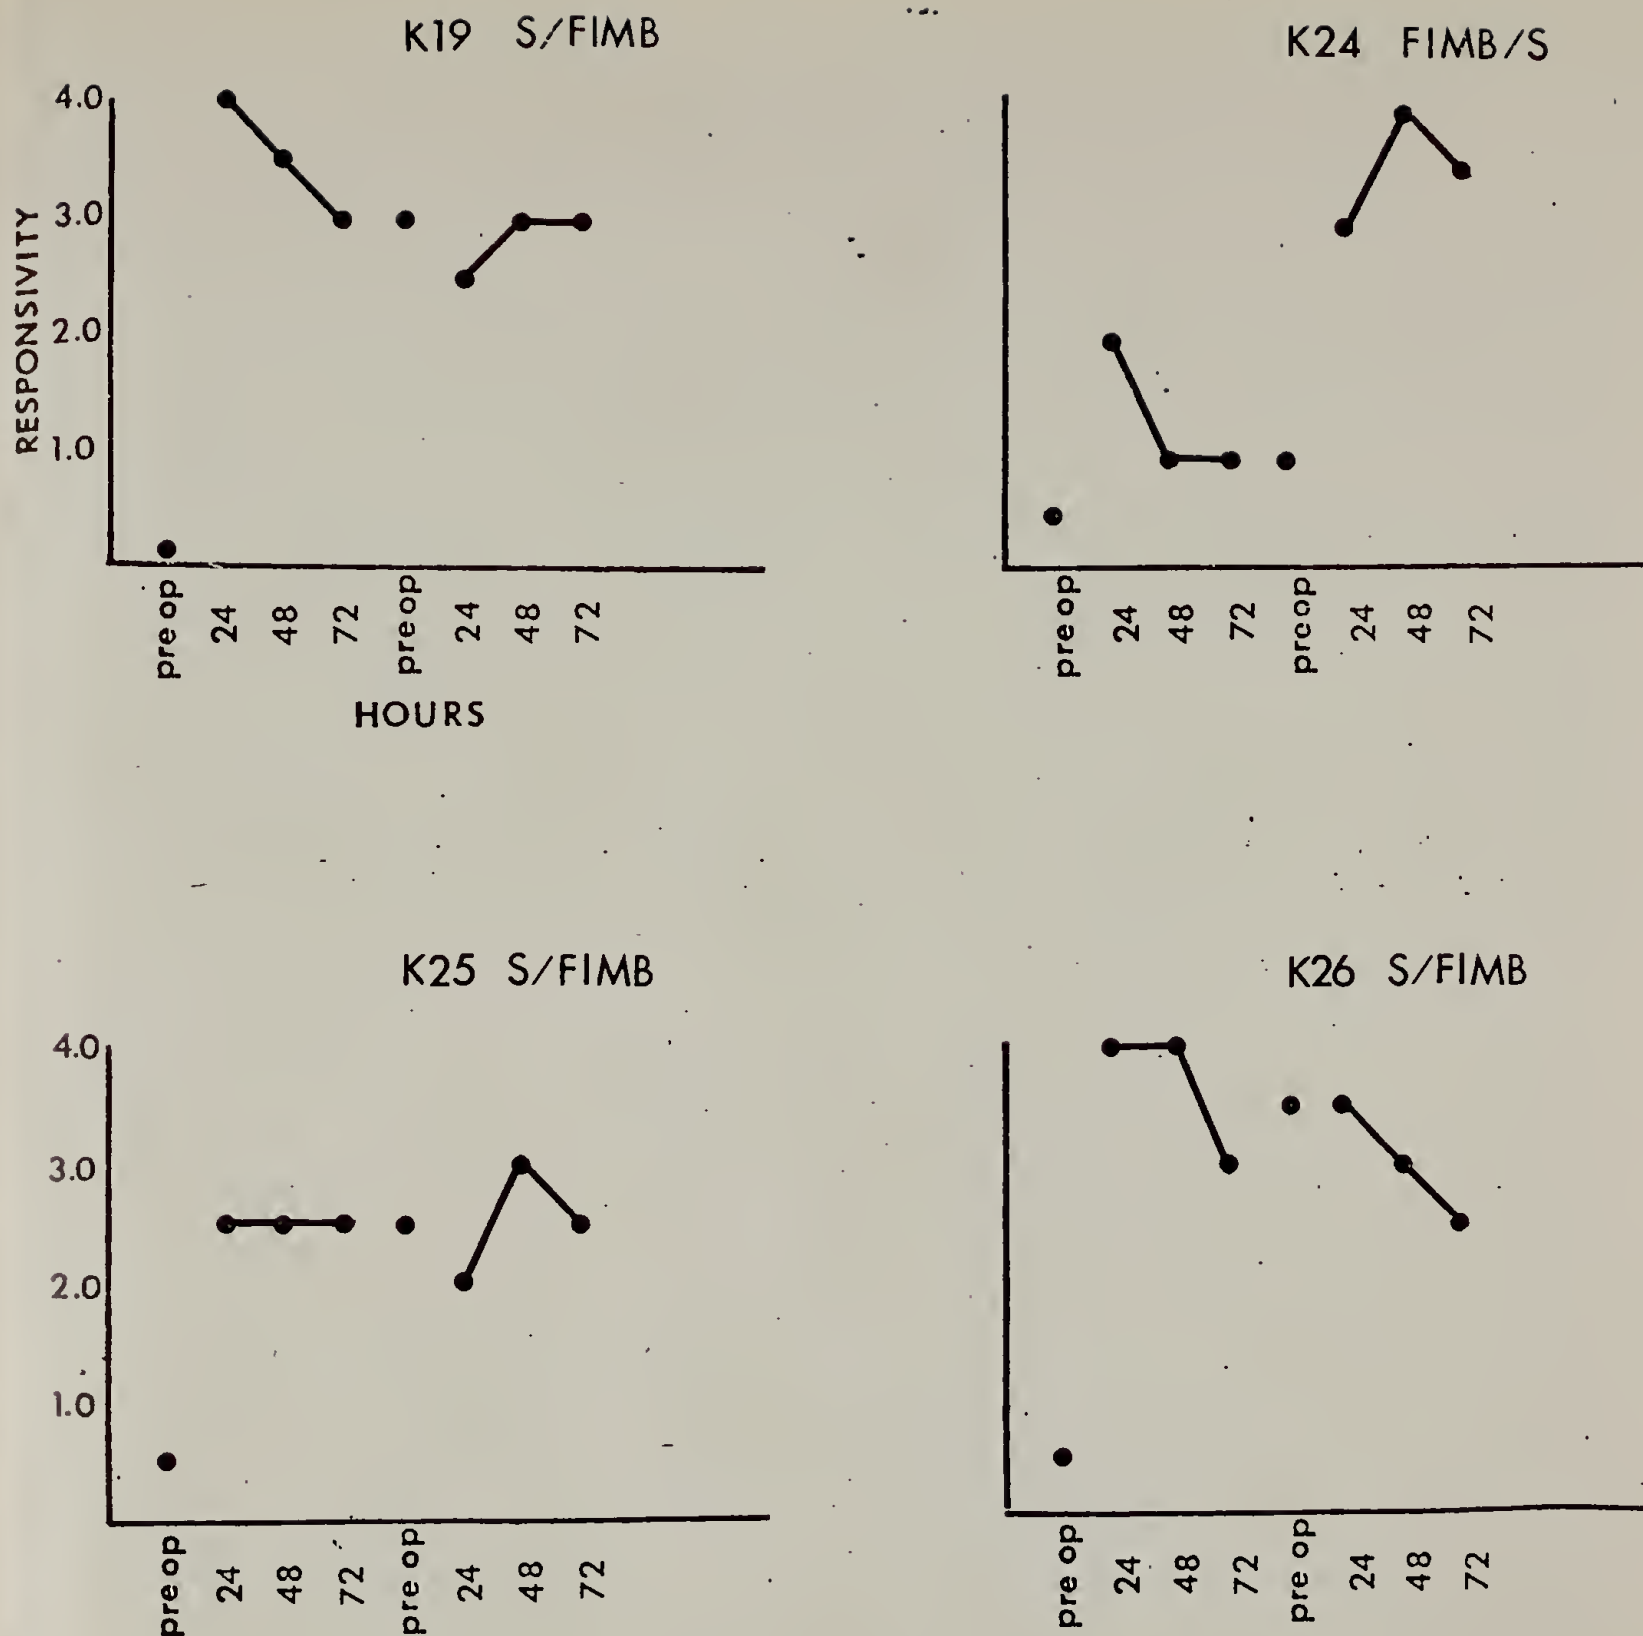 K19 S/FIMB
4.0
3.0
2.0
1.0
RESPONSIVITY
pre op 24 48 72 pre op 24 48 72
HOURS
K24 FIMB/S
pre op 24 48 72 pre op 24 48 72
K25 S/FIMB
4.0
3.0
2.0
1.0
pre op 24 48 72 pre op 24 48 72
K26 S/FIMB
pre op 24 48 72 pre op 24 48 72